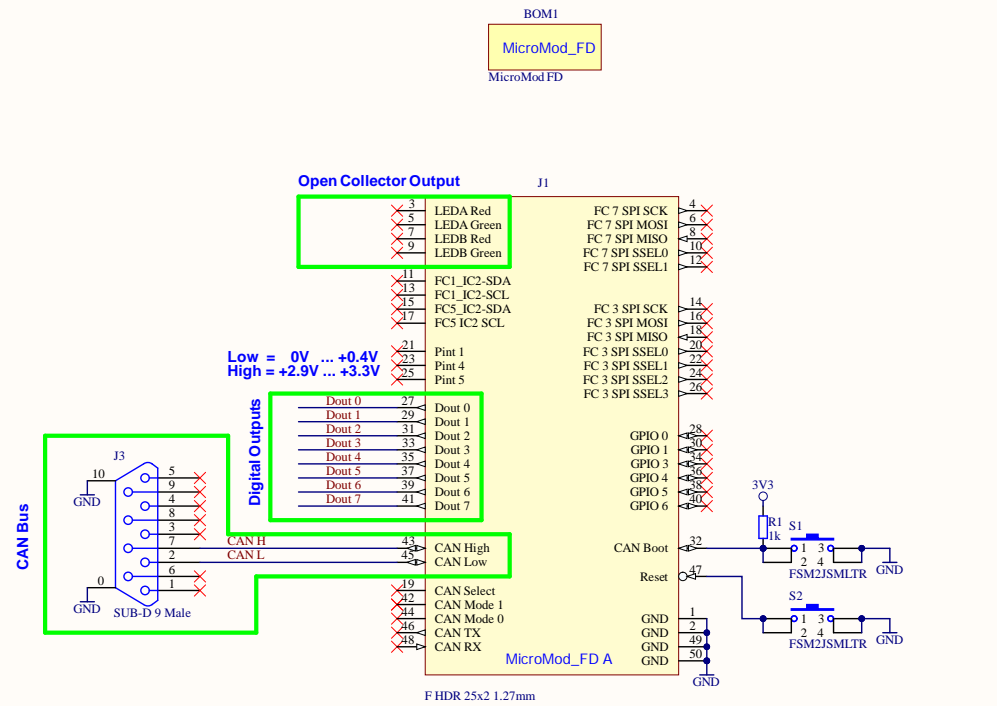 BOM1
MicroMod_FD
MicroMod FD
Open Collector Output
J1
3 LEDA Red
5 LEDA Green
7 LEDB Red
9 LEDB Green
11 FC1_IC2-SDA
13 FC1_IC2-SCL
15 FC5_IC2-SDA
17 FC5 IC2 SCL
21 Pint 1
23 Pint 4
25 Pint 5
Low = 0V ... +0.4V
High = +2.9V ... +3.3V
Digital Outputs
Dout 0 27 Dout 0
Dout 1 29 Dout 1
Dout 2 31 Dout 2
Dout 3 33 Dout 3
Dout 4 35 Dout 4
Dout 5 37 Dout 5
Dout 6 39 Dout 6
Dout 7 41 Dout 7
CAN H 43 CAN High
CAN L 45 CAN Low
19 CAN Select
42 CAN Mode 1
44 CAN Mode 0
46 CAN TX
48 CAN RX
FC 7 SPI SCK 4
FC 7 SPI MOSI 6
FC 7 SPI MISO 8
FC 7 SPI SSEL0 10
FC 7 SPI SSEL1 12
FC 3 SPI SCK 14
FC 3 SPI MOSI 16
FC 3 SPI MISO 18
FC 3 SPI SSEL0 20
FC 3 SPI SSEL1 22
FC 3 SPI SSEL2 24
FC 3 SPI SSEL3 26
GPIO 0 28
GPIO 1 30
GPIO 3 34
GPIO 4 36
GPIO 5 38
GPIO 6 40
CAN Boot 32
Reset 47
GND 1
GND 2
GND 49
GND 50
GND
MicroMod_FD A
F HDR 25x2 1.27mm
CAN Bus
J3
10
GND
0
GND
5
9
4
8
3
7
2
6
1
SUB-D 9 Male
3V3
R1
1k
S1
1 3
2 4
FSM2JSMLTR
GND
S2
1 3
2 4
FSM2JSMLTR
GND